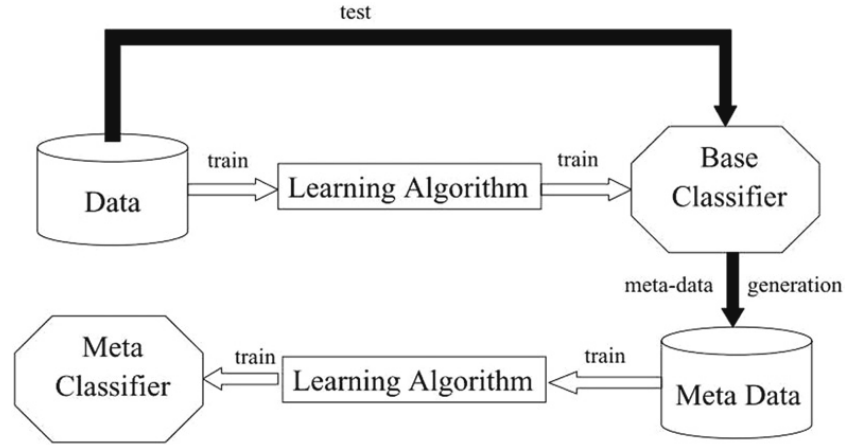 test
train
train
Data
Learning Algorithm
Base
Classifier
meta-data generation
Meta
Classifier
train
Learning Algorithm
train
Meta Data